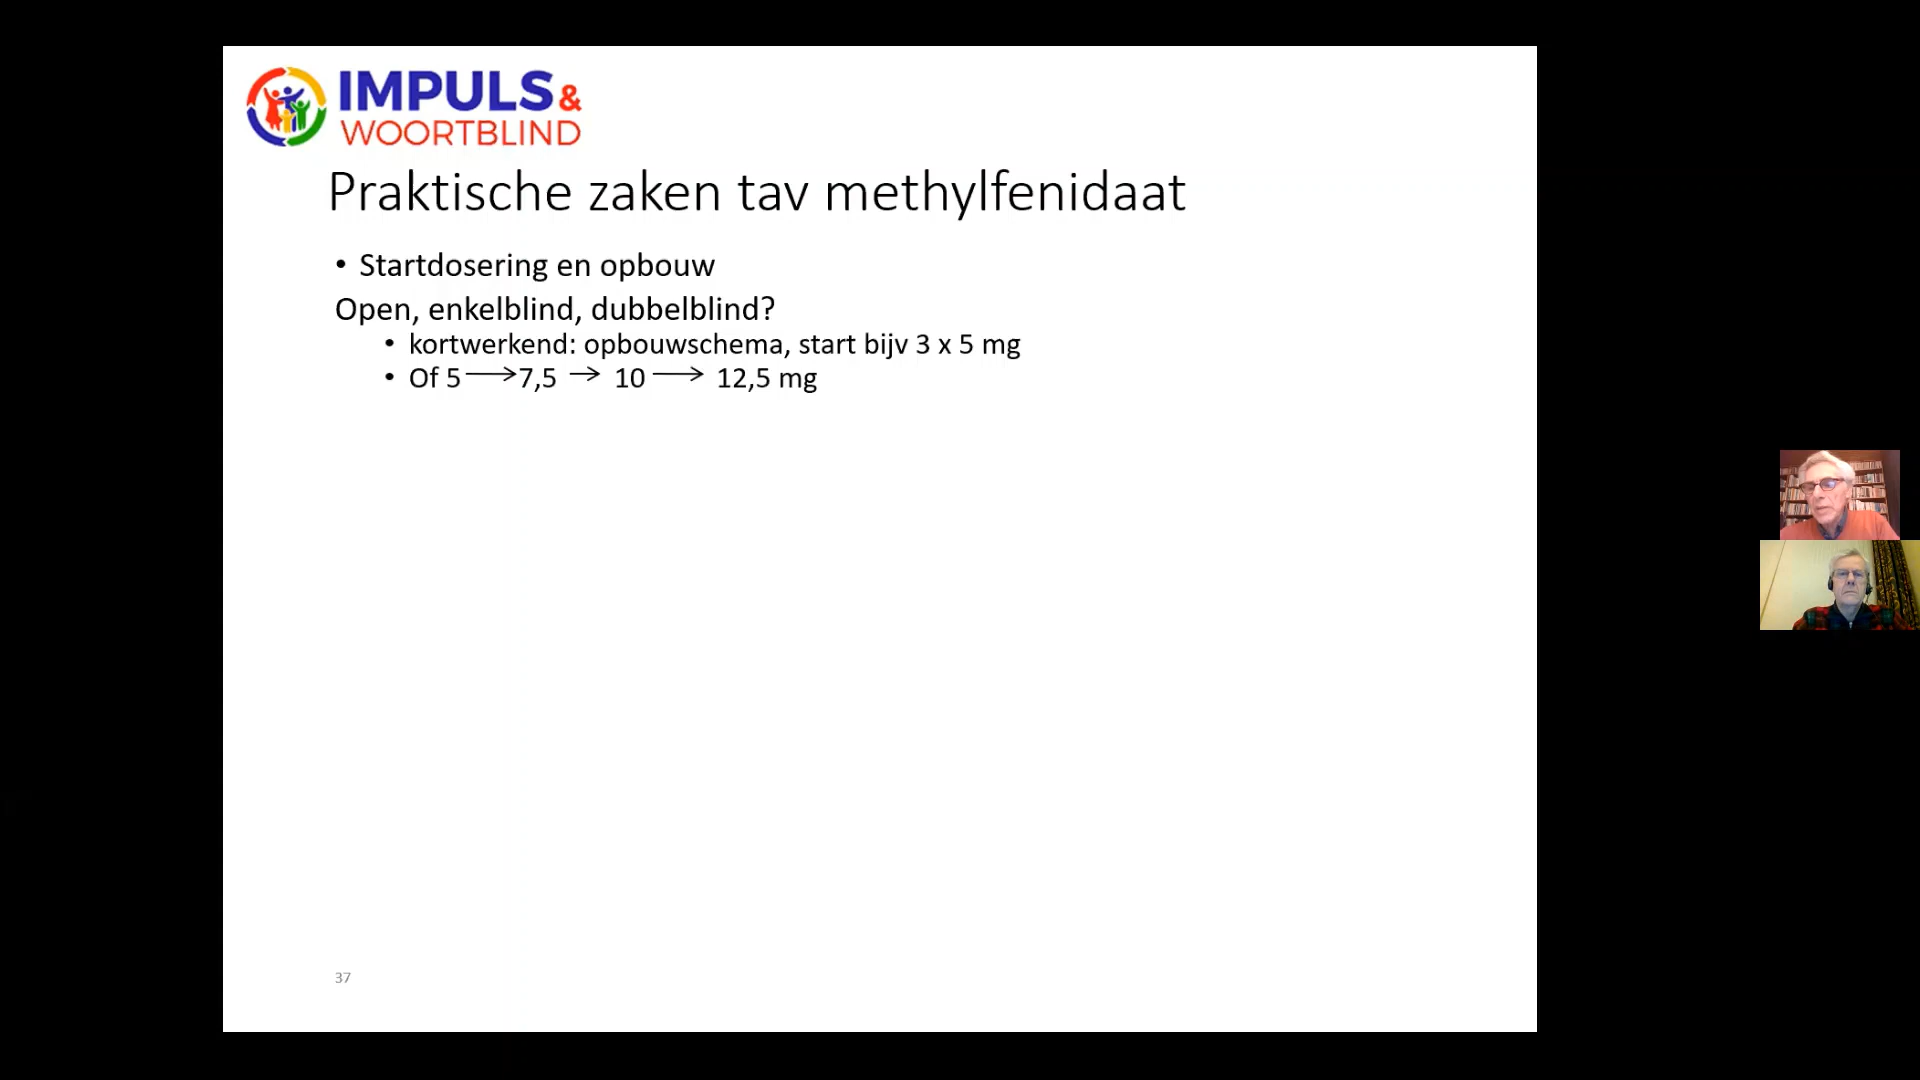 IMPULS &
WOORTBLIND
Praktische zaken tav methylfenidaat
• Startdosering en opbouw
Open, enkelblind, dubbelblind?
• kortwerkend: opbouwschema, start bijv 3 x 5 mg
• Of 5 → 7,5 → 10 → 12,5 mg
37